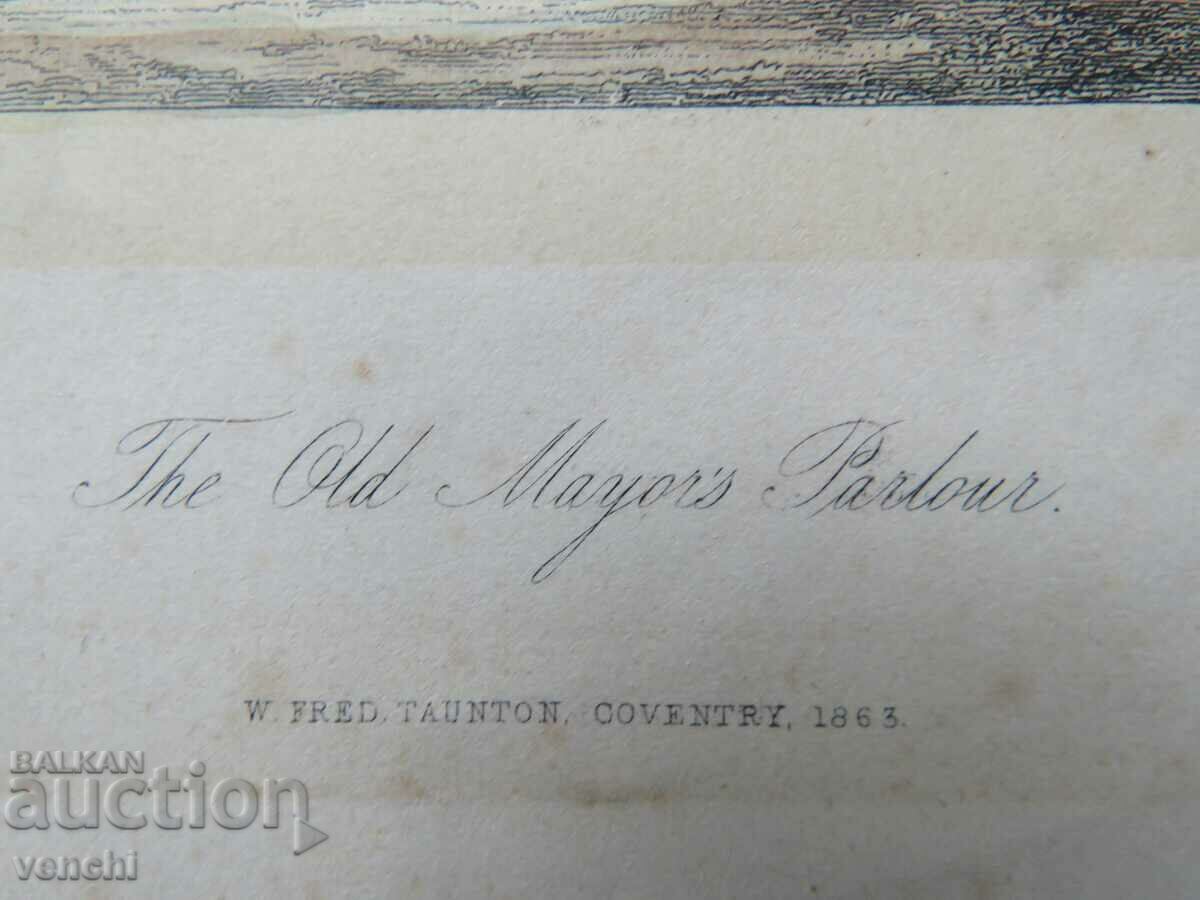 The Old Mayor's Parlour.
W. FRED. TAUNTON, COVENTRY, 1863.
BALKAN
auction
venchi